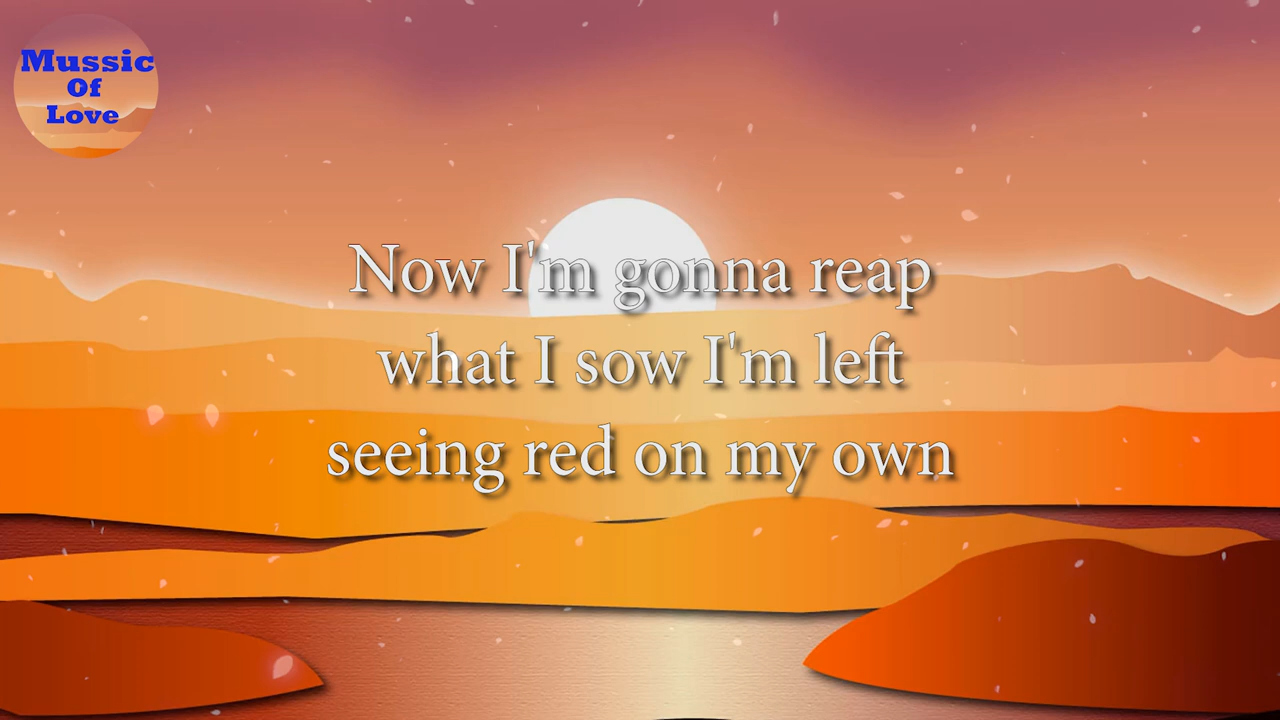 Mussic
Of
Love
Now I'm gonna reap
what I sow I'm left
seeing red on my own